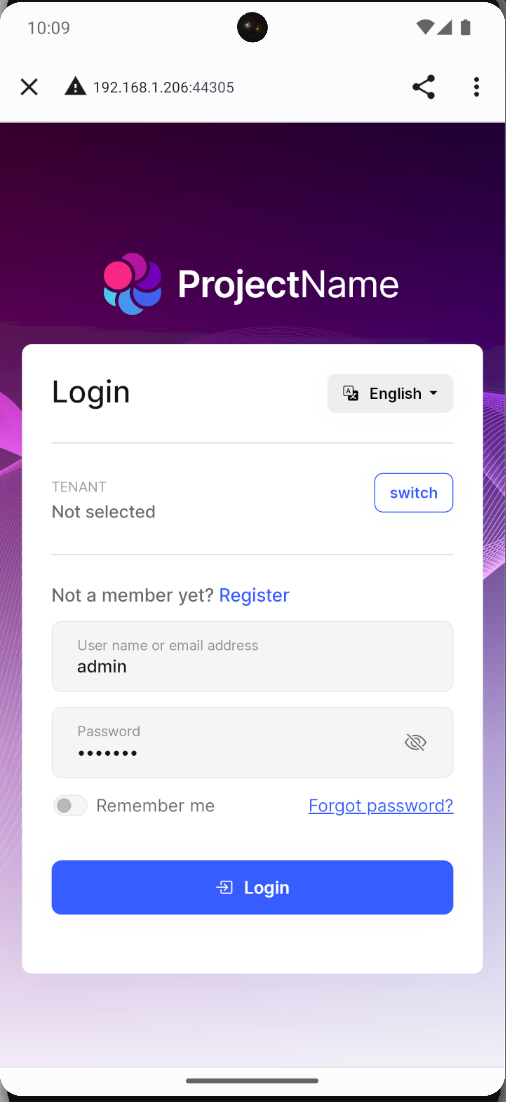 10:09
192.168.1.206:44305
ProjectName
Login
English
TENANT
Not selected
switch
Not a member yet? Register
User name or email address
admin
Password
•••••••
Remember me
Forgot password?
Login